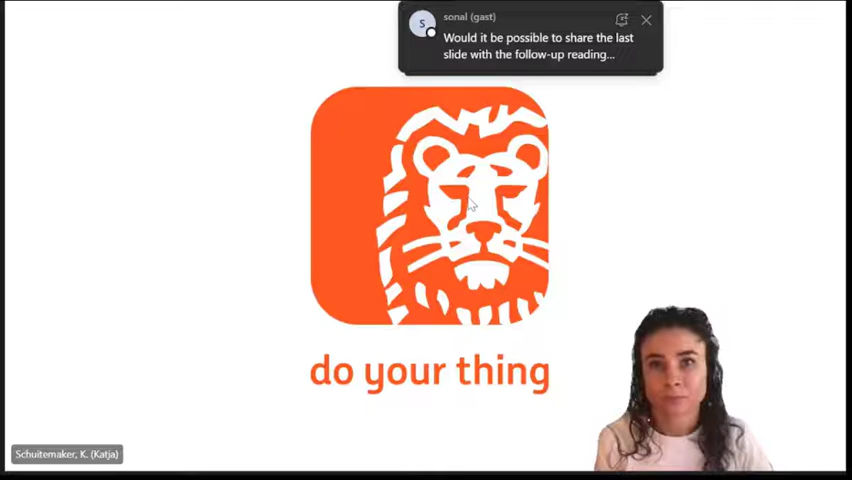 sonal (gast)
Would it be possible to share the last
slide with the follow-up reading...
do your thing
Schuitemaker, K. (Katja)